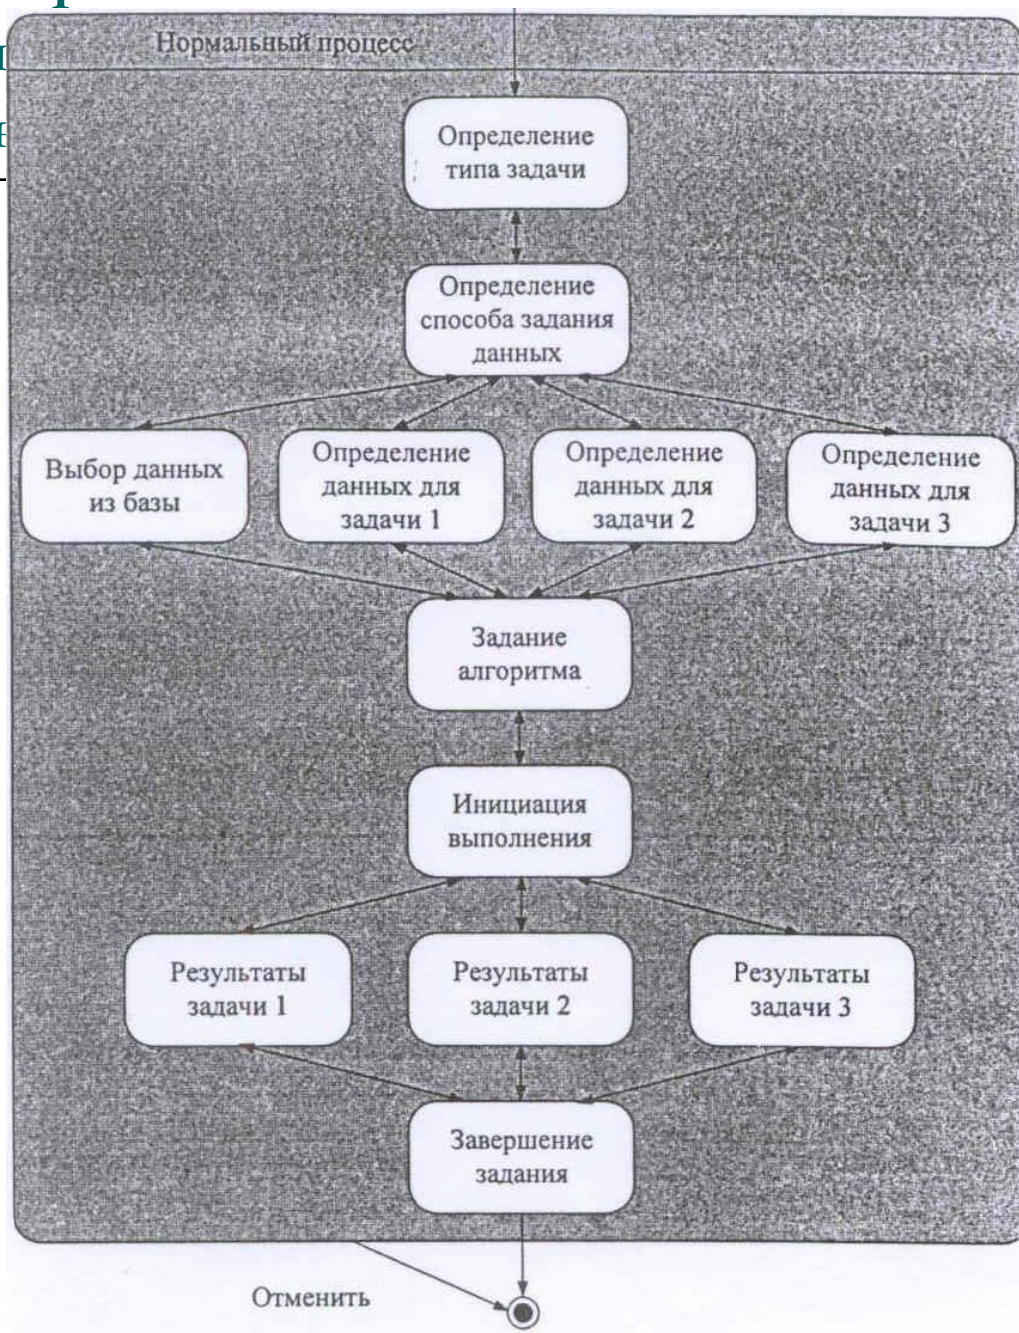 Нормальный процесс
Определение
типа задачи
Определение
способа задания
данных
Выбор данных
из базы
Определение
данных для
задачи 1
Определение
данных для
задачи 2
Определение
данных для
задачи 3
Задание
алгоритма
Инициация
выполнения
Результаты
задачи 1
Результаты
задачи 2
Результаты
задачи 3
Завершение
задания
Отменить